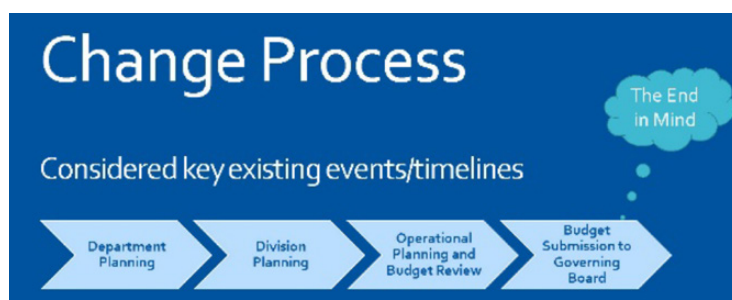 Change Process
The End
in Mind
Considered key existing events/timelines
Department
Planning
Division
Planning
Operational
Planning and
Budget Review
Budget
Submission to
Governing
Board